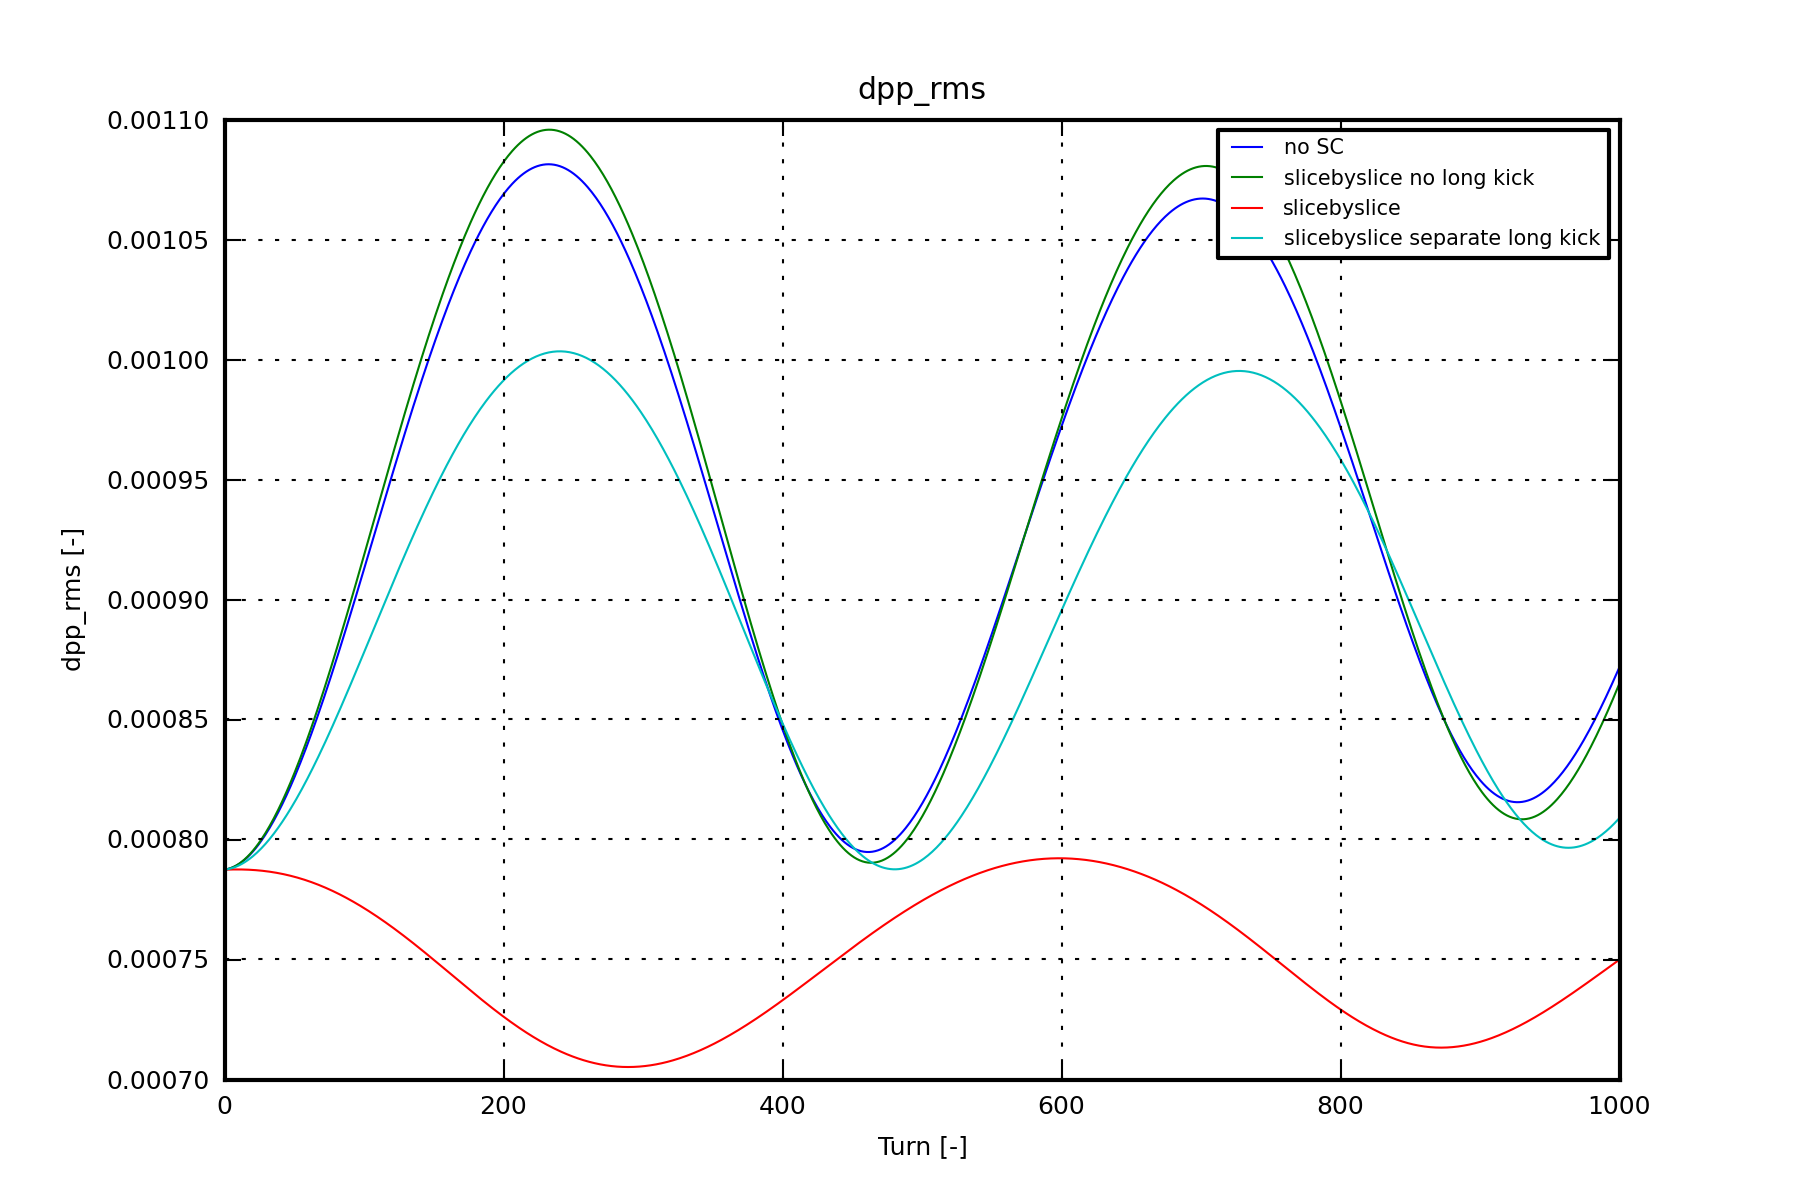 dpp_rms
0.00110
0.00105
0.00100
0.00095
0.00090
0.00085
0.00080
0.00075
0.00070
dpp_rms [-]
no SC
slicebyslice no long kick
slicebyslice
slicebyslice separate long kick
0 200 400 600 800 1000
Turn [-]